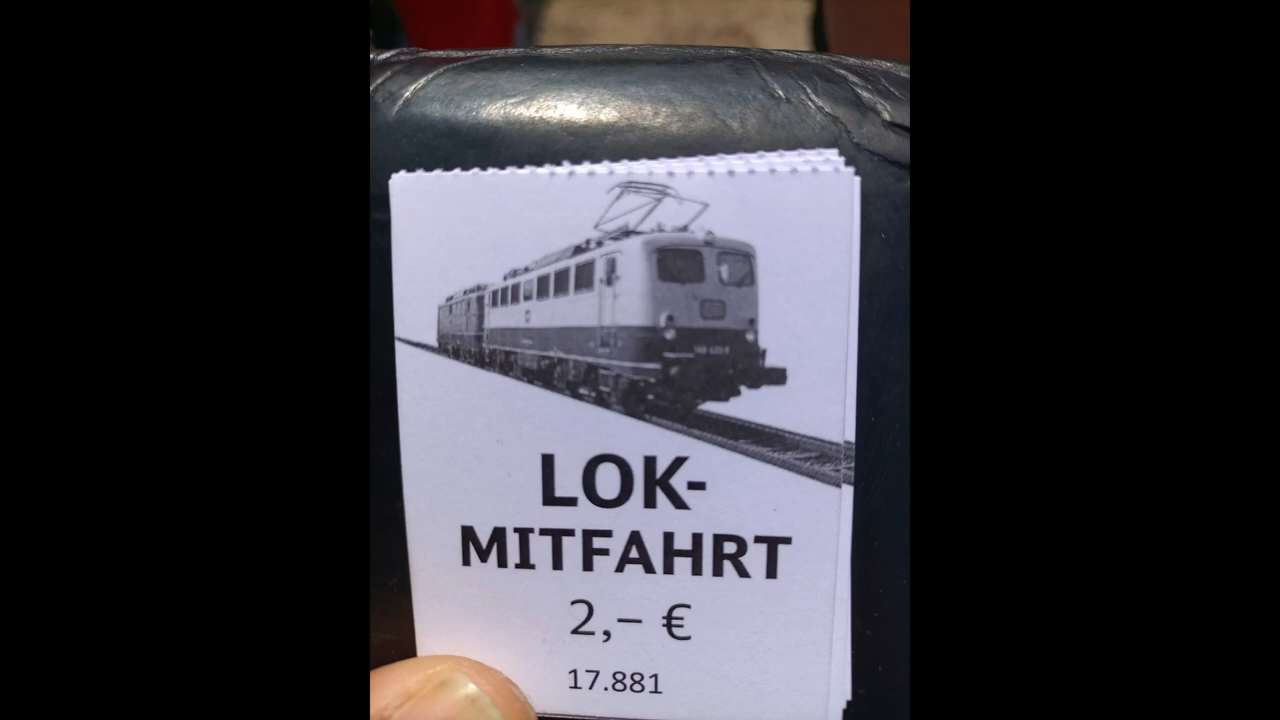 LOK-
MITFAHRT
2,– €
17.881